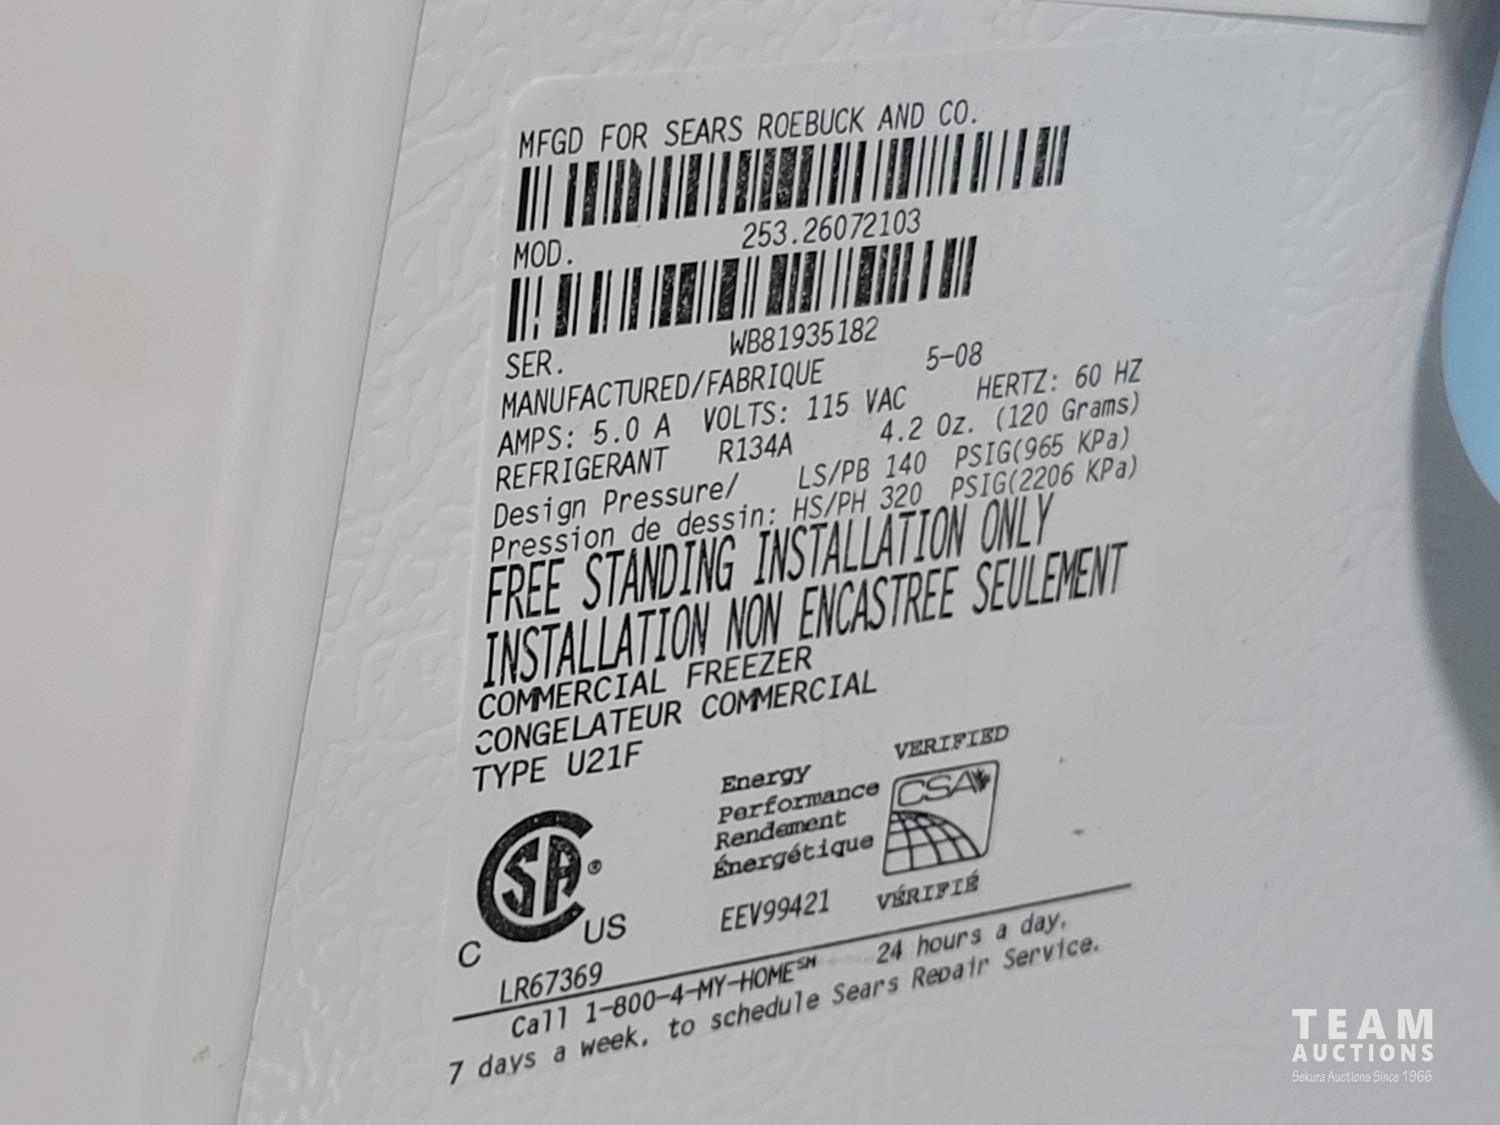 MFGD FOR SEARS ROEBUCK AND CO.
MOD. 253.26072103
SER. WB81935182
MANUFACTURED/FABRIQUE 5-08
AMPS: 5.0 A VOLTS: 115 VAC HERTZ: 60 HZ
REFRIGERANT R134A 4.2 Oz. (120 Grams)
Design Pressure/ LS/PB 140 PSIG(965 KPa)
Pression de dessin: HS/PH 320 PSIG(2206 KPa)
FREE STANDING INSTALLATION ONLY
INSTALLATION NON ENCASTREE SEULEMENT
COMMERCIAL FREEZER
CONGELATEUR COMMERCIAL
TYPE U21F
Energy
Performance
Rendement
Énergétique
EEV99421
VERIFIED
CSA
VÉRIFIÉ
C SA® US
LR67369
Call 1-800-4-MY-HOME℠ 24 hours a day,
7 days a week, to schedule Sears Repair Service.
TEAM
AUCTIONS
Sekura Auctions Since 1966